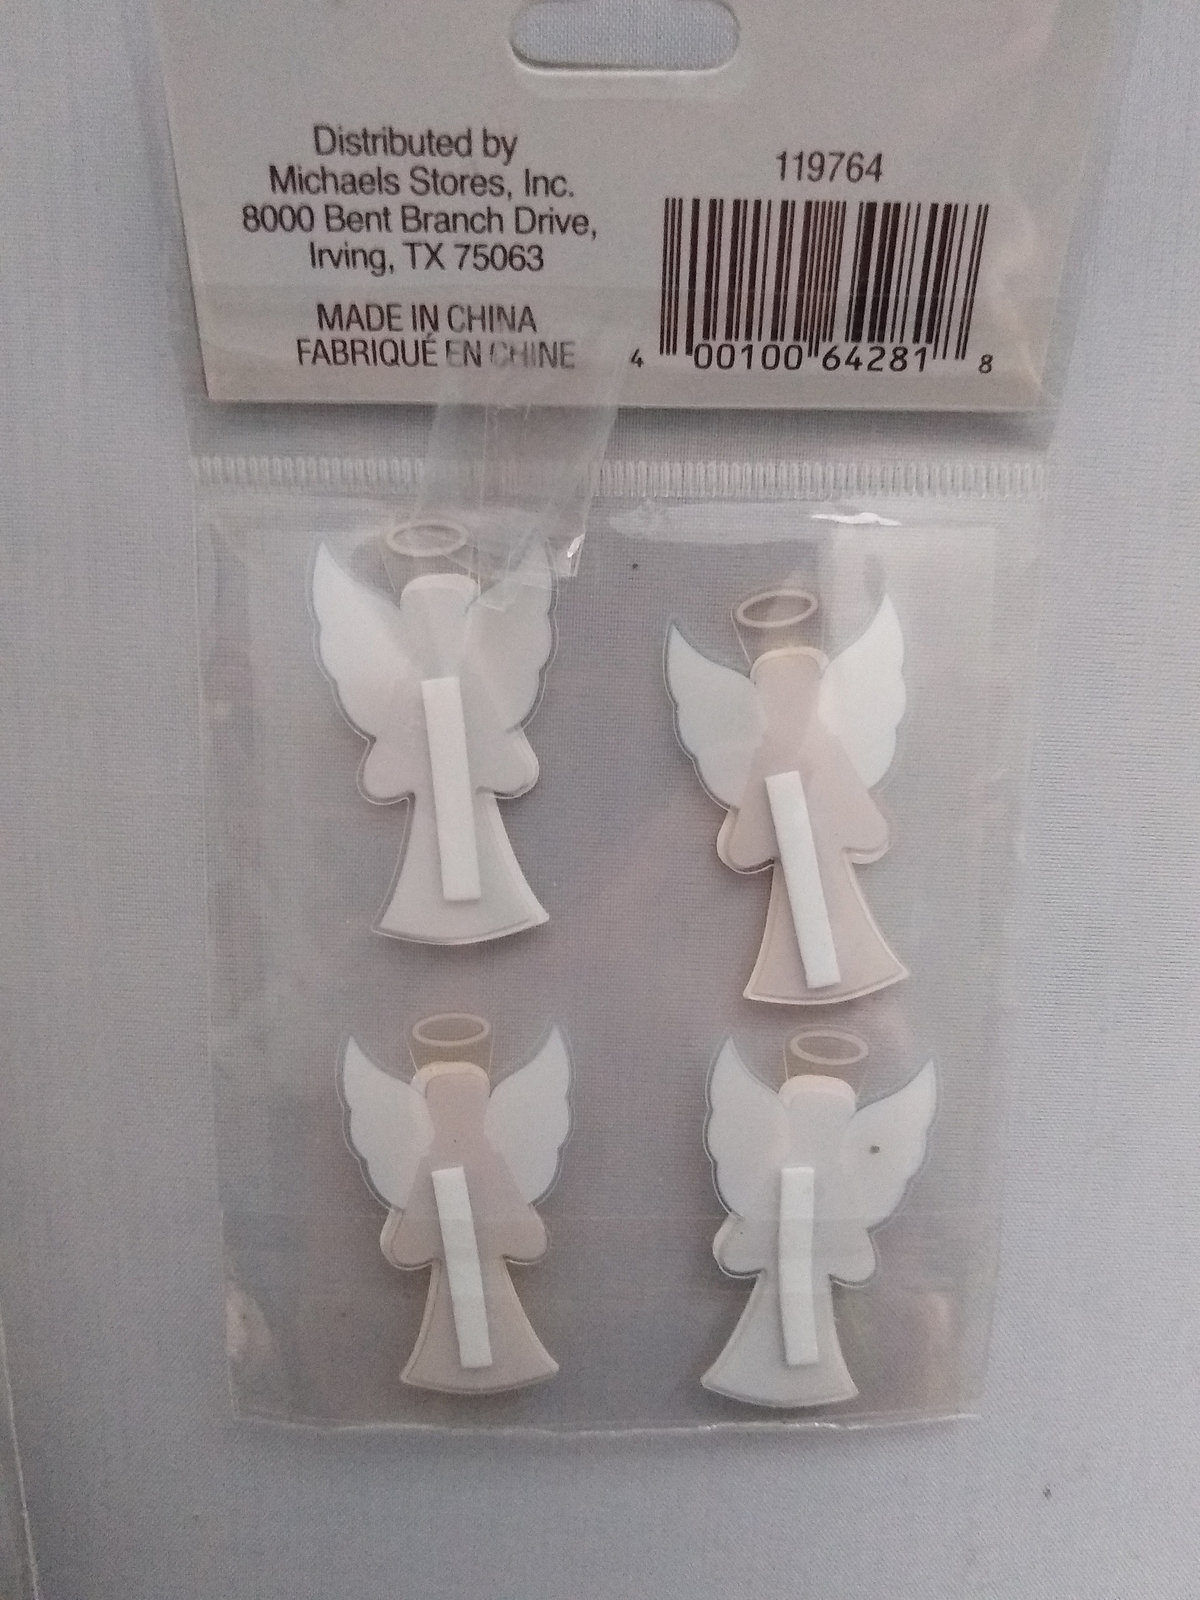 Distributed by
Michaels Stores, Inc.
8000 Bent Branch Drive,
Irving, TX 75063
MADE IN CHINA
FABRIQUÉ EN CHINE
119764
4 00100 64281 8